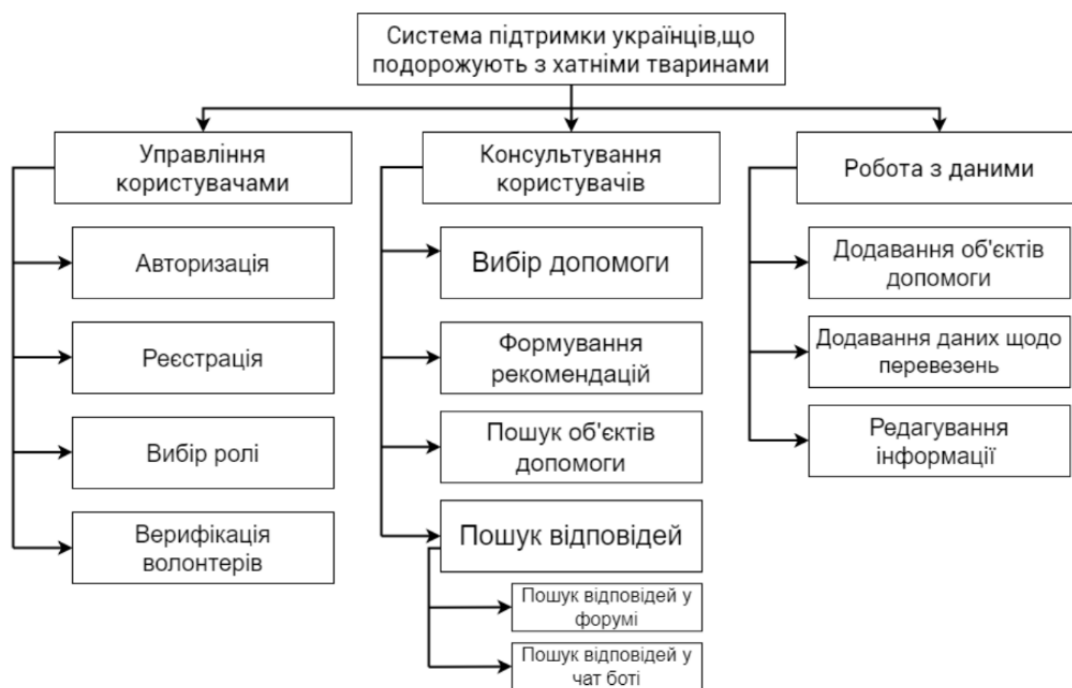 Система підтримки українців,що
подорожують з хатніми тваринами
Управління
користувачами
Авторизація
Реєстрація
Вибір ролі
Верифікація
волонтерів
Консультування
користувачів
Вибір допомоги
Формування
рекомендацій
Пошук об'єктів
допомоги
Пошук відповідей
Пошук відповідей у
форумі
Пошук відповідей у
чат боті
Робота з даними
Додавання об'єктів
допомоги
Додавання даних щодо
перевезень
Редагування
інформації